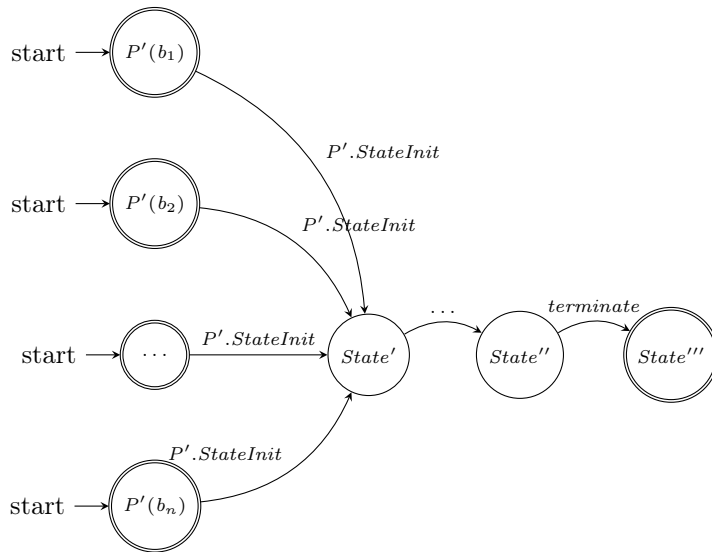 start P′(b₁)
P′.StateInit
start P′(b₂)
P′.StateInit
start ⋯ P′.StateInit State′ ⋯ State′′ terminate State′′′
P′.StateInit
start P′(bₙ)